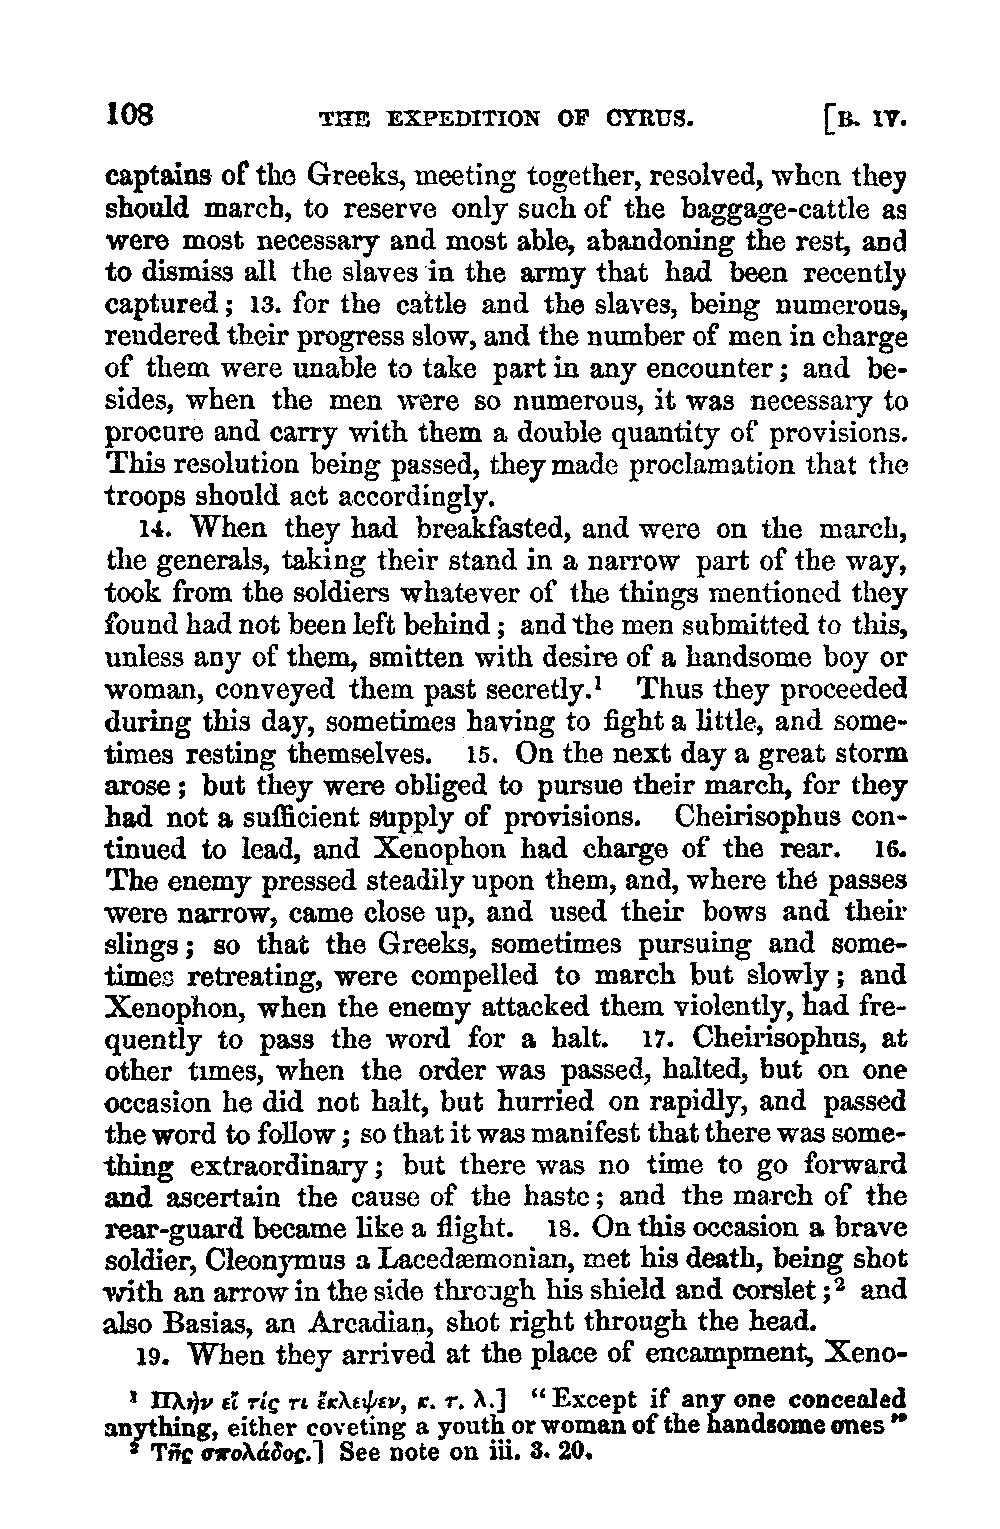 108 THE EXPEDITION OF CYRUS. [B. IV.
captains of the Greeks, meeting together, resolved, when they
should march, to reserve only such of the baggage-cattle as
were most necessary and most able, abandoning the rest, and
to dismiss all the slaves in the army that had been recently
captured; 13. for the cattle and the slaves, being numerous,
rendered their progress slow, and the number of men in charge
of them were unable to take part in any encounter; and be-
sides, when the men were so numerous, it was necessary to
procure and carry with them a double quantity of provisions.
This resolution being passed, they made proclamation that the
troops should act accordingly.
14. When they had breakfasted, and were on the march,
the generals, taking their stand in a narrow part of the way,
took from the soldiers whatever of the things mentioned they
found had not been left behind; and the men submitted to this,
unless any of them, smitten with desire of a handsome boy or
woman, conveyed them past secretly.¹ Thus they proceeded
during this day, sometimes having to fight a little, and some-
times resting themselves. 15. On the next day a great storm
arose; but they were obliged to pursue their march, for they
had not a sufficient supply of provisions. Cheirisophus con-
tinued to lead, and Xenophon had charge of the rear. 16.
The enemy pressed steadily upon them, and, where the passes
were narrow, came close up, and used their bows and their
slings; so that the Greeks, sometimes pursuing and some-
times retreating, were compelled to march but slowly; and
Xenophon, when the enemy attacked them violently, had fre-
quently to pass the word for a halt. 17. Cheirisophus, at
other times, when the order was passed, halted, but on one
occasion he did not halt, but hurried on rapidly, and passed
the word to follow; so that it was manifest that there was some-
thing extraordinary; but there was no time to go forward
and ascertain the cause of the haste; and the march of the
rear-guard became like a flight. 18. On this occasion a brave
soldier, Cleonymus a Lacedæmonian, met his death, being shot
with an arrow in the side through his shield and corslet;² and
also Basias, an Arcadian, shot right through the head.
19. When they arrived at the place of encampment, Xeno-
¹ Πλὴν εἴ τίς τι ἔκλεψεν, κ. τ. λ.] “Except if any one concealed
anything, either coveting a youth or woman of the handsome ones”
² Τῆς σπολάδος.] See note on iii. 3. 20.